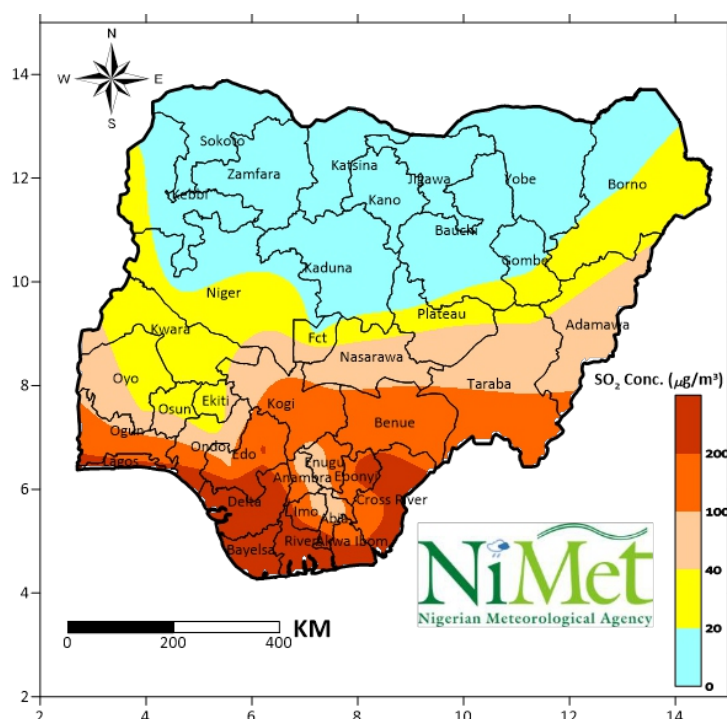 N
W E
S
14
12
10
8
6
4
2
2 4 6 8 10 12 14
Sokoto
Zamfara
Katsina
Jigawa
Yobe
Borno
Kebbi
Kano
Bauchi
Gombe
Kaduna
Niger
Plateau
Fct
Adamawa
Kwara
Nasarawa
Taraba
Oyo
Osun
Ekiti
Kogi
Benue
Ogun
Ondo
Edo
Lagos
Enugu
Anambra
Ebonyi
Delta
Imo
Abia
Cross River
Bayelsa
Rivers
Akwa Ibom
SO₂ Conc. (µg/m³)
200
100
40
20
0
NiMet
Nigerian Meteorological Agency
KM
0 200 400